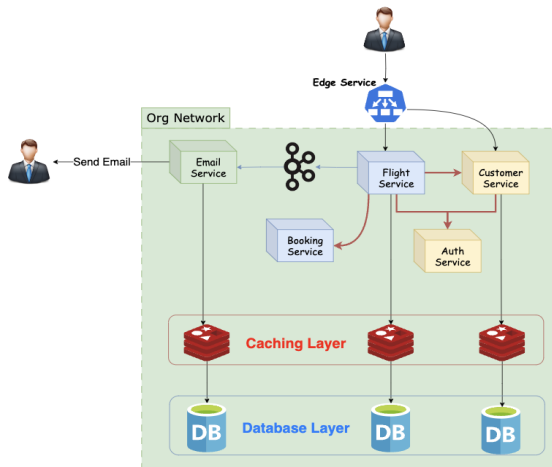 Edge Service
Org Network
Send Email
Email
Service
Flight
Service
Customer
Service
Booking
Service
Auth
Service
Caching Layer
DB
Database Layer
DB
DB